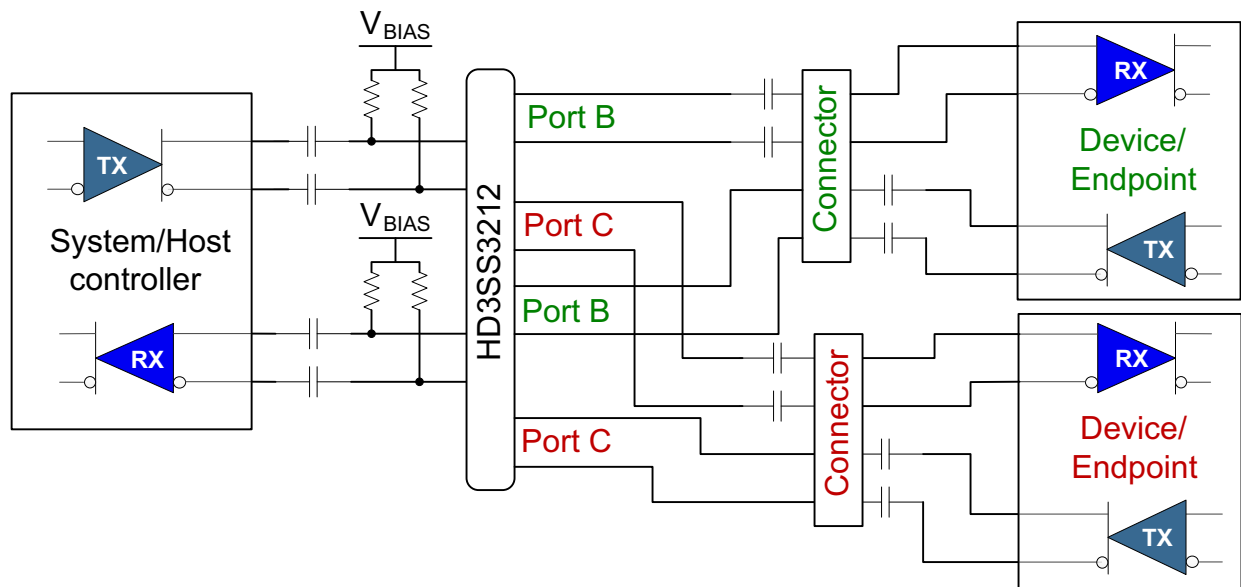 VBIAS
TX
System/Host
controller
VBIAS
RX
HD3SS3212
Port B
Port C
Port B
Port C
Connector
Connector
RX
Device/
Endpoint
TX
RX
Device/
Endpoint
TX